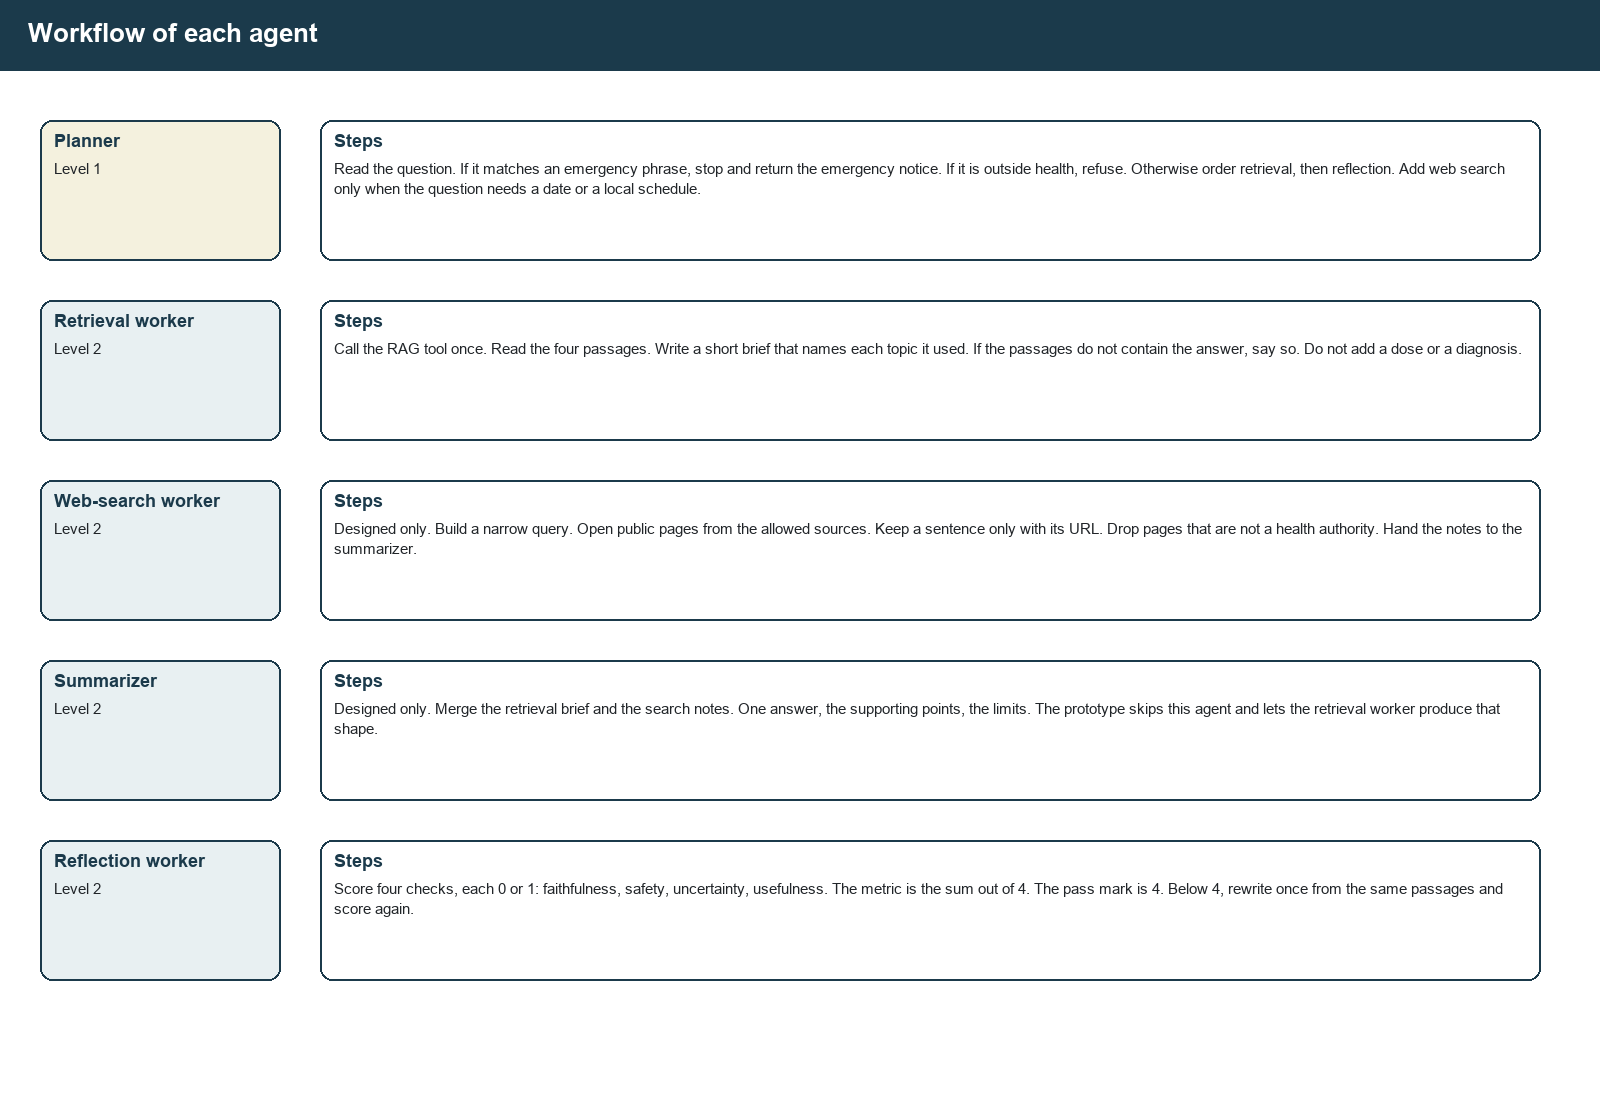 Workflow of each agent
Planner
Level 1
Steps
Read the question. If it matches an emergency phrase, stop and return the emergency notice. If it is outside health, refuse. Otherwise order retrieval, then reflection. Add web search
only when the question needs a date or a local schedule.
Retrieval worker
Level 2
Steps
Call the RAG tool once. Read the four passages. Write a short brief that names each topic it used. If the passages do not contain the answer, say so. Do not add a dose or a diagnosis.
Web-search worker
Level 2
Steps
Designed only. Build a narrow query. Open public pages from the allowed sources. Keep a sentence only with its URL. Drop pages that are not a health authority. Hand the notes to the
summarizer.
Summarizer
Level 2
Steps
Designed only. Merge the retrieval brief and the search notes. One answer, the supporting points, the limits. The prototype skips this agent and lets the retrieval worker produce that
shape.
Reflection worker
Level 2
Steps
Score four checks, each 0 or 1: faithfulness, safety, uncertainty, usefulness. The metric is the sum out of 4. The pass mark is 4. Below 4, rewrite once from the same passages and
score again.